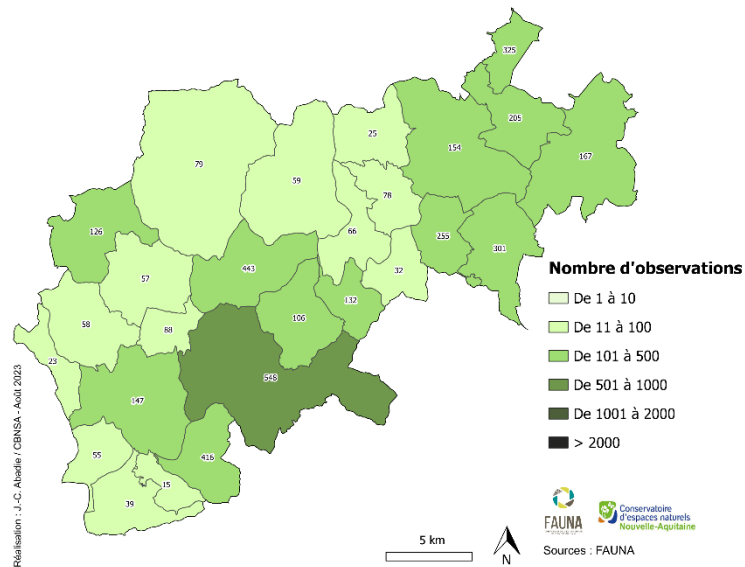 325
205
25
154
167
79
59
78
126
66
255
301
443
32
57
132
106
58
88
23
548
147
416
55
15
39
Nombre d'observations
De 1 à 10
De 11 à 100
De 101 à 500
De 501 à 1000
De 1001 à 2000
> 2000
Réalisation : J.-C. Abadie / CBNSA - Août 2023
5 km
N
FAUNA
Conservatoire
d'espaces naturels
Nouvelle-Aquitaine
Sources : FAUNA